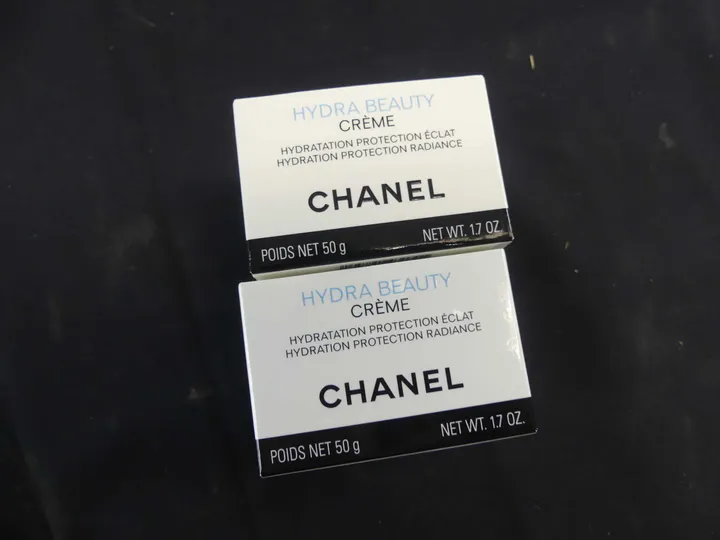 HYDRA BEAUTY
CRÈME
HYDRATATION PROTECTION ÉCLAT
HYDRATION PROTECTION RADIANCE
CHANEL
POIDS NET 50 g NET WT. 1.7 OZ.
HYDRA BEAUTY
CRÈME
HYDRATATION PROTECTION ÉCLAT
HYDRATION PROTECTION RADIANCE
CHANEL
POIDS NET 50 g NET WT. 1.7 OZ.